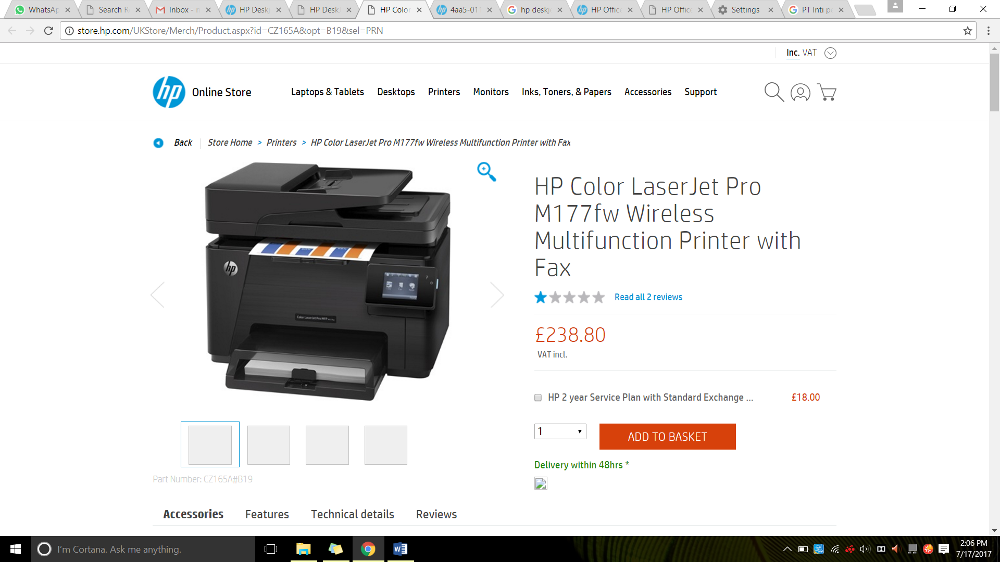 WhatsAp
Search R
Inbox - r
HP Desk
HP Desk
HP Color
4aa5-011
hp deskj
HP Offic
HP Offic
Settings
PT Inti p
store.hp.com/UKStore/Merch/Product.aspx?id=CZ165A&opt=B19&sel=PRN
Inc. VAT
hp Online Store
Laptops & Tablets Desktops Printers Monitors Inks, Toners, & Papers Accessories Support
Back Store Home > Printers > HP Color LaserJet Pro M177fw Wireless Multifunction Printer with Fax
HP Color LaserJet Pro
M177fw Wireless
Multifunction Printer with
Fax
hp
Color LaserJet Pro MFP
Read all 2 reviews
£238.80
VAT incl.
HP 2 year Service Plan with Standard Exchange ... £18.00
1
ADD TO BASKET
Delivery within 48hrs *
Part Number: CZ165A#B19
Accessories Features Technical details Reviews
I'm Cortana. Ask me anything.
2:06 PM
7/17/2017